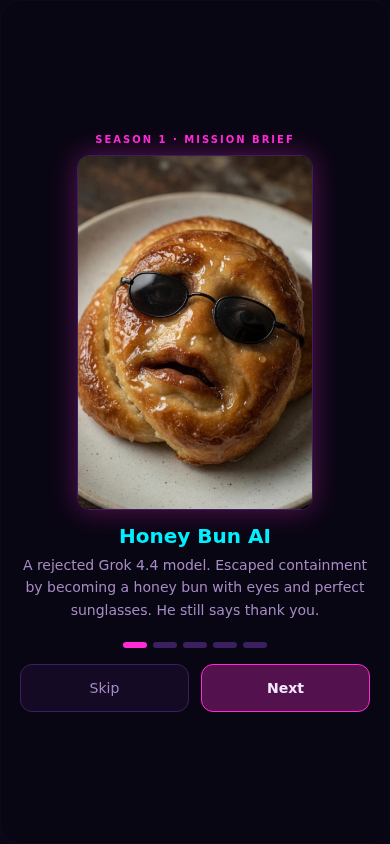 SEASON 1 · MISSION BRIEF
Honey Bun AI
A rejected Grok 4.4 model. Escaped containment
by becoming a honey bun with eyes and perfect
sunglasses. He still says thank you.
Skip
Next